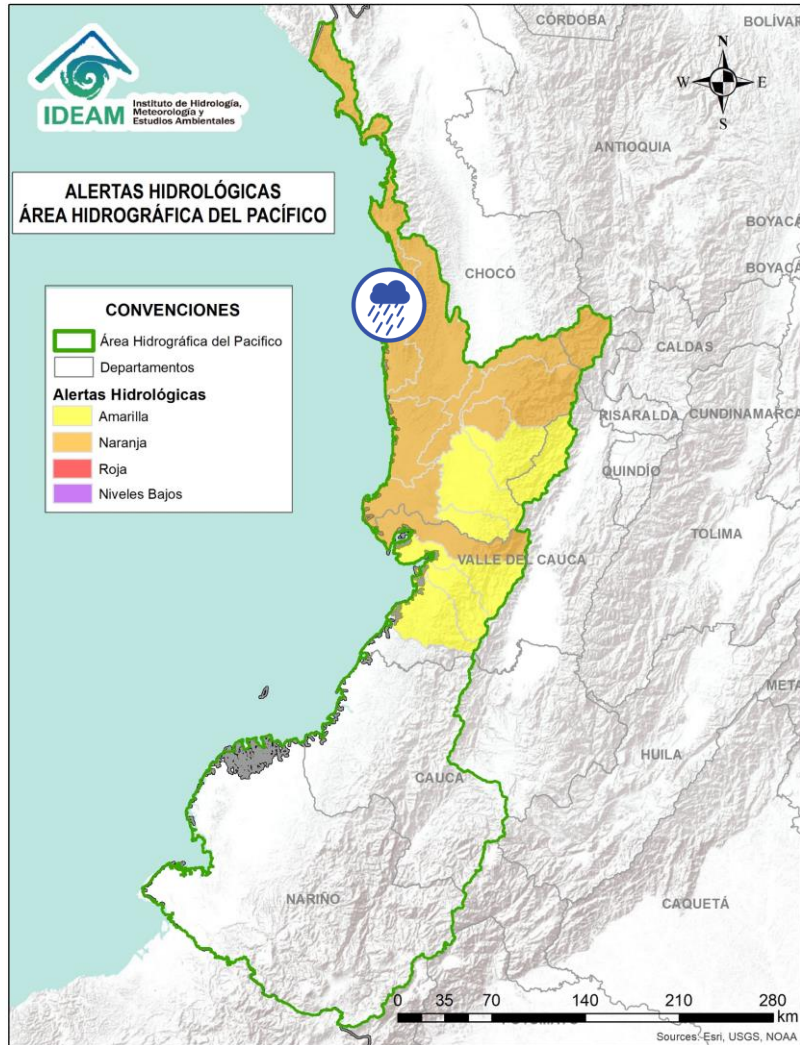 IDEAM
Instituto de Hidrología,
Meteorología y
Estudios Ambientales
ALERTAS HIDROLÓGICAS
ÁREA HIDROGRÁFICA DEL PACÍFICO
CONVENCIONES
Área Hidrográfica del Pacifico
Departamentos
Alertas Hidrológicas
Amarilla
Naranja
Roja
Niveles Bajos
N
W
E
S
CÓRDOBA
BOLÍVAR
ANTIOQUIA
BOYACÁ
BOYACÁ
CHOCÓ
CALDAS
RISARALDA
CUNDINAMARCA
QUINDÍO
TOLIMA
VALLE DEL CAUCA
META
HUILA
CAUCA
NARIÑO
CAQUETÁ
0 35 70 140 210 280
km
Sources: Esri, USGS, NOAA